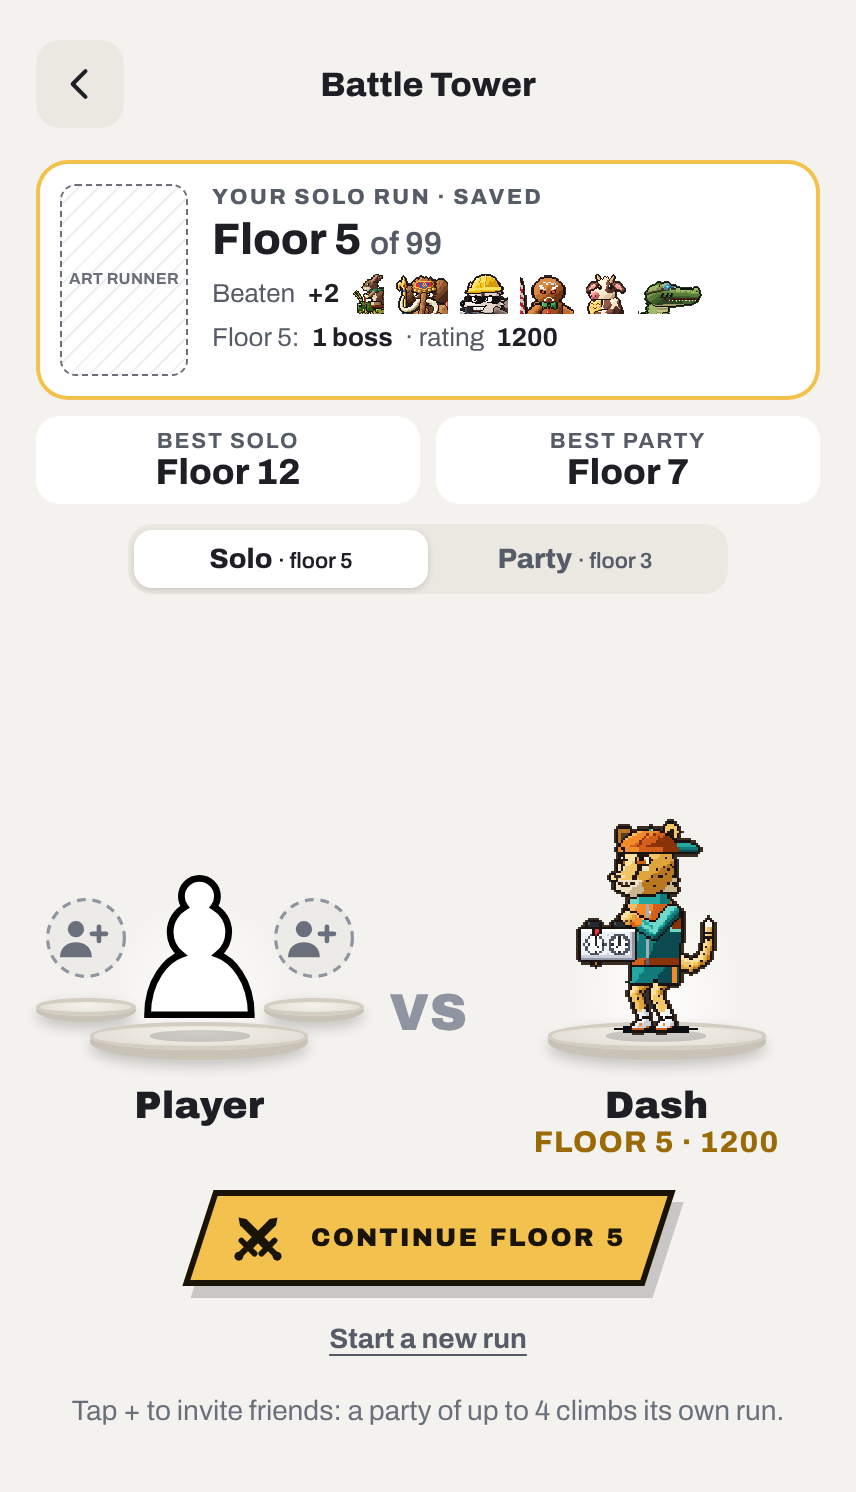 Battle Tower
YOUR SOLO RUN · SAVED
Floor 5 of 99
ART RUNNER
Beaten +2
Floor 5: 1 boss · rating 1200
BEST SOLO
Floor 12
BEST PARTY
Floor 7
Solo · floor 5
Party · floor 3
VS
Player
Dash
FLOOR 5 · 1200
CONTINUE FLOOR 5
Start a new run
Tap + to invite friends: a party of up to 4 climbs its own run.